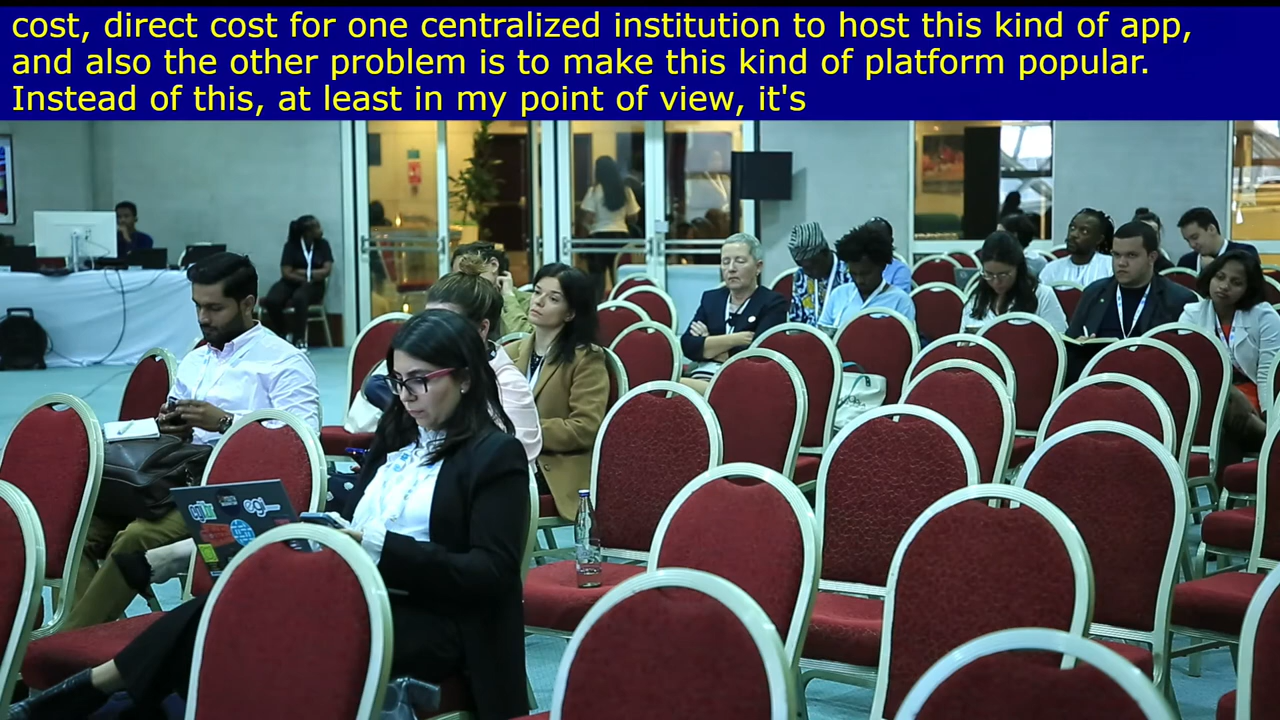 cost, direct cost for one centralized institution to host this kind of app,
and also the other problem is to make this kind of platform popular.
Instead of this, at least in my point of view, it's
egi